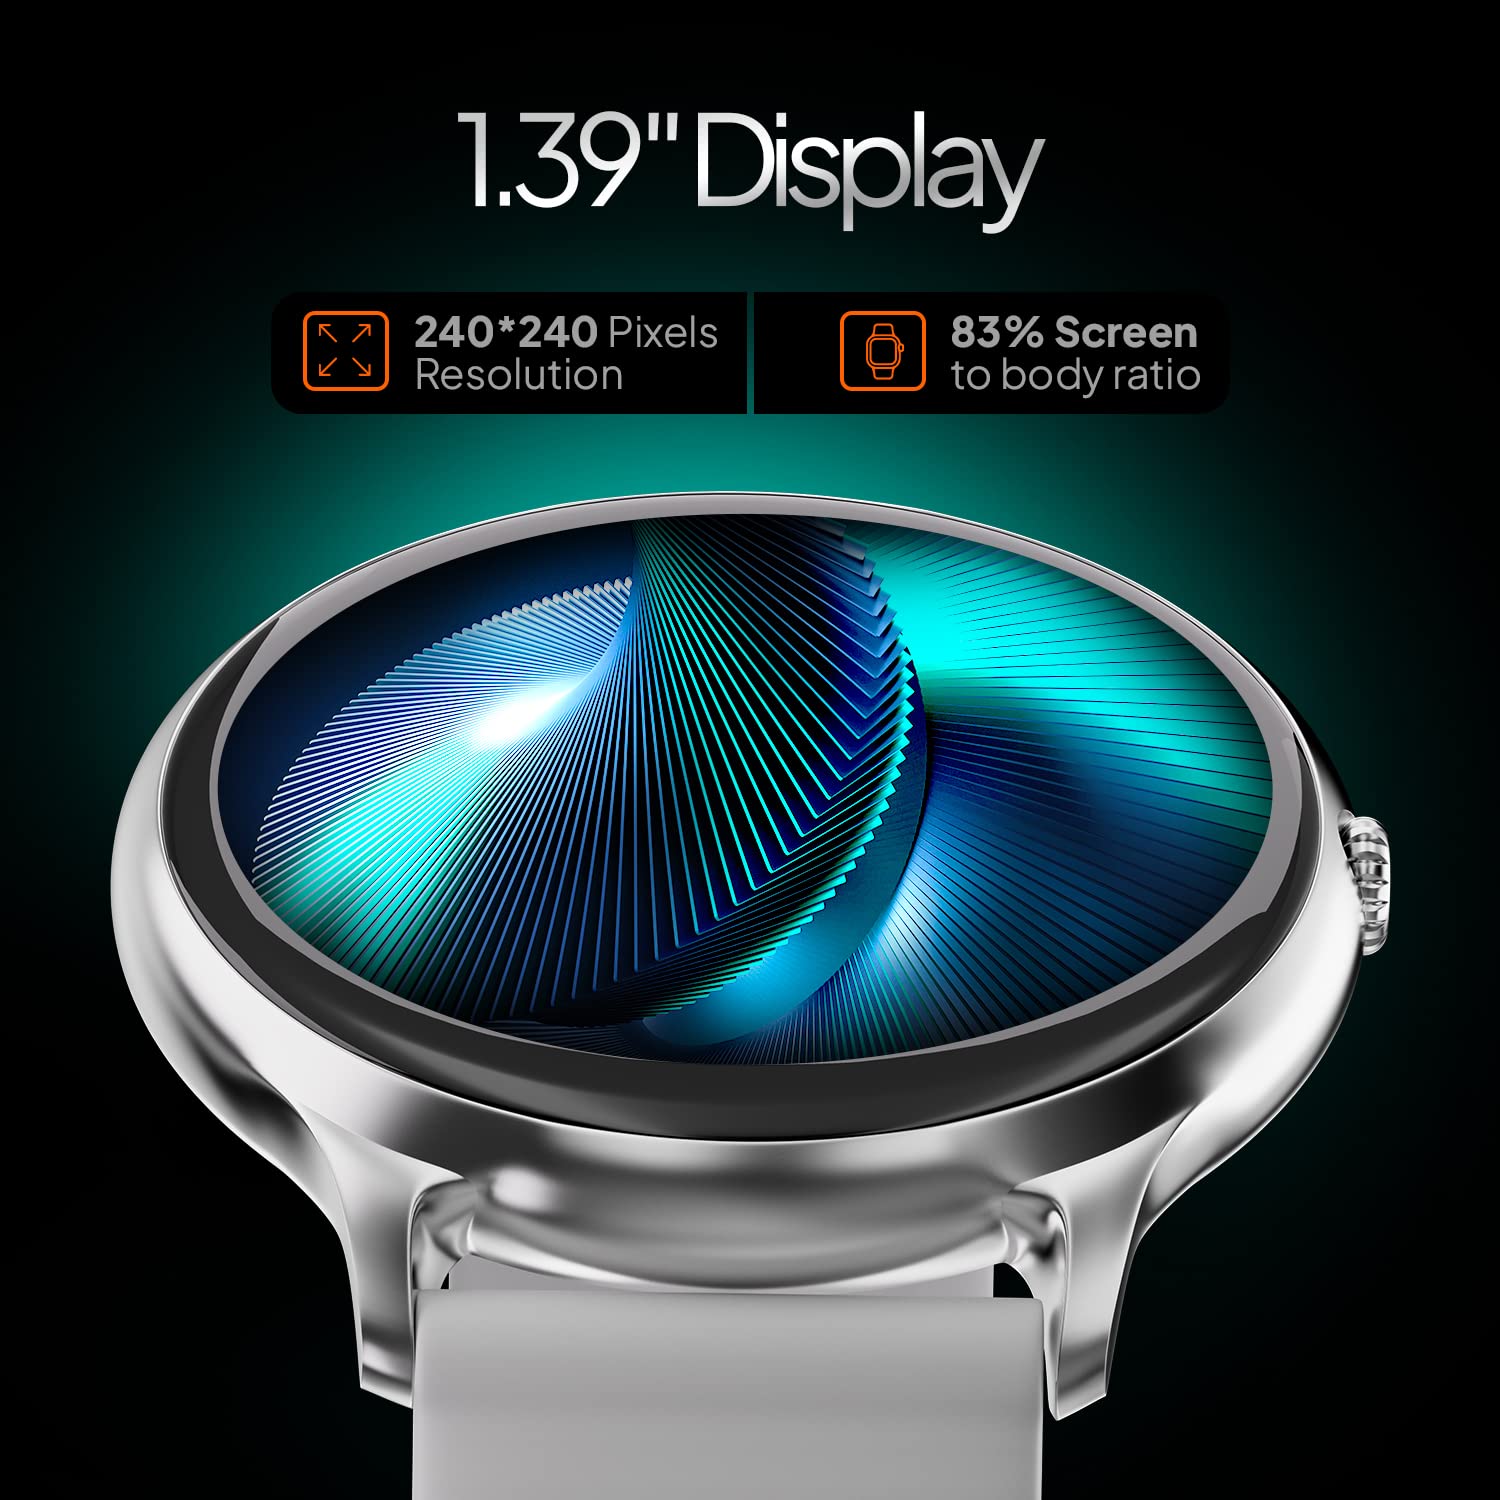 1.39" Display
240*240 Pixels
Resolution
83% Screen
to body ratio